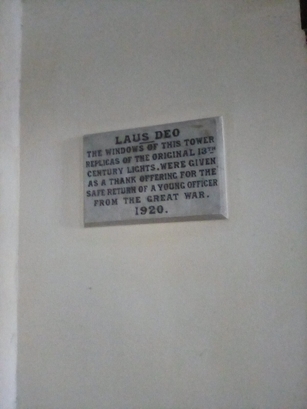 LAUS DEO
THE WINDOWS OF THIS TOWER
REPLICAS OF THE ORIGINAL 13TH
CENTURY LIGHTS, WERE GIVEN
AS A THANK OFFERING FOR THE
SAFE RETURN OF A YOUNG OFFICER
FROM THE GREAT WAR.
1920.